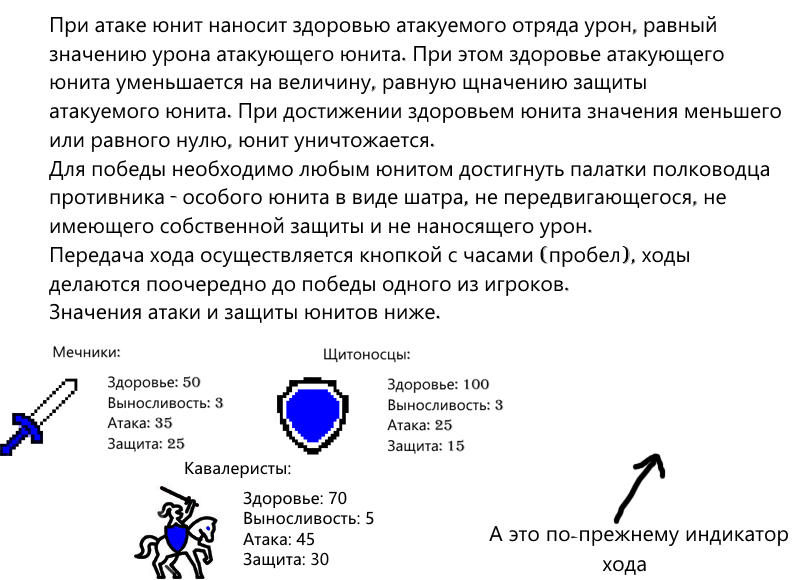 При атаке юнит наносит здоровью атакуемого отряда урон, равный
значению урона атакующего юнита. При этом здоровье атакующего
юнита уменьшается на величину, равную щначению защиты
атакуемого юнита. При достижении здоровьем юнита значения меньшего
или равного нулю, юнит уничтожается.
Для победы необходимо любым юнитом достигнуть палатки полководца
противника - особого юнита в виде шатра, не передвигающегося, не
имеющего собственной защиты и не наносящего урон.
Передача хода осуществляется кнопкой с часами (пробел), ходы
делаются поочередно до победы одного из игроков.
Значения атаки и защиты юнитов ниже.
Мечники:
Здоровье: 50
Выносливость: 3
Атака: 35
Защита: 25
Щитоносцы:
Здоровье: 100
Выносливость: 3
Атака: 25
Защита: 15
Кавалеристы:
Здоровье: 70
Выносливость: 5
Атака: 45
Защита: 30
А это по-прежнему индикатор
хода